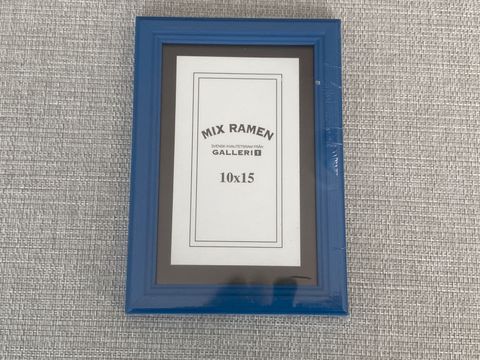 MIX RAMEN
SVENSK KVALITETSRAM FRÅN
GALLERI 1
10x15